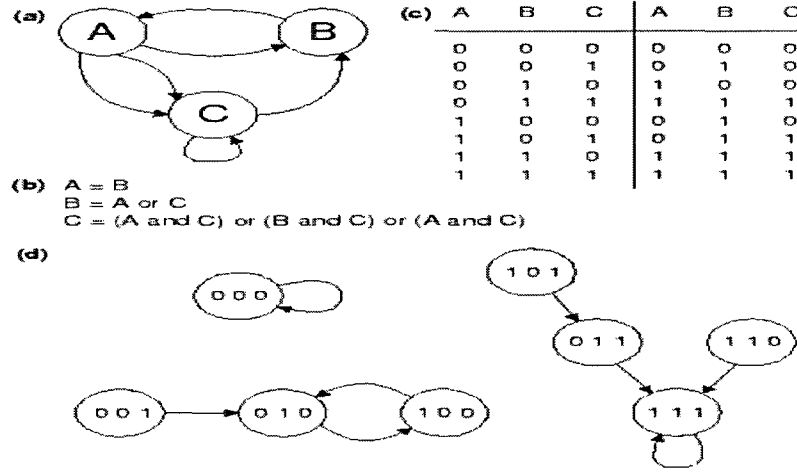 (a)
A
B
C
(b) A = B
B = A or C
C = (A and C) or (B and C) or (A and C)
(c) A B C A B C
0 0 0 0 0 0
0 0 1 0 1 0
0 1 0 1 0 0
0 1 1 1 1 1
1 0 0 0 1 0
1 0 1 0 1 1
1 1 0 1 1 1
1 1 1 1 1 1
(d)
0 0 0
1 0 1
0 1 1
1 1 0
0 0 1
0 1 0
1 0 0
1 1 1